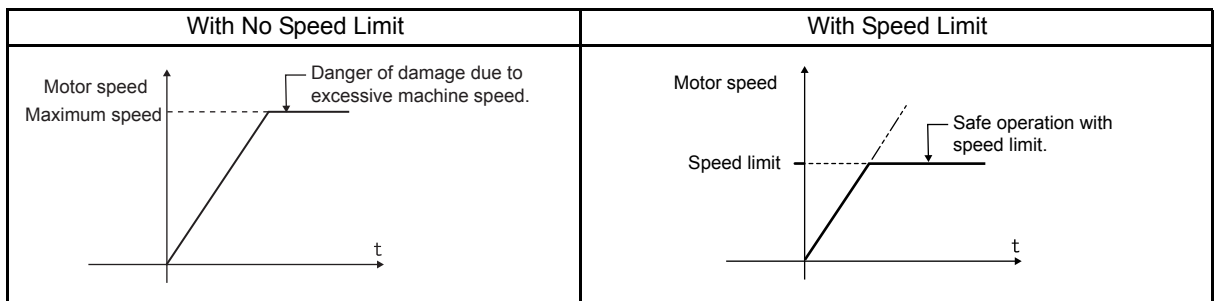 With No Speed Limit
With Speed Limit
Motor speed
Maximum speed
Danger of damage due to
excessive machine speed.
t
Motor speed
Speed limit
Safe operation with
speed limit.
t